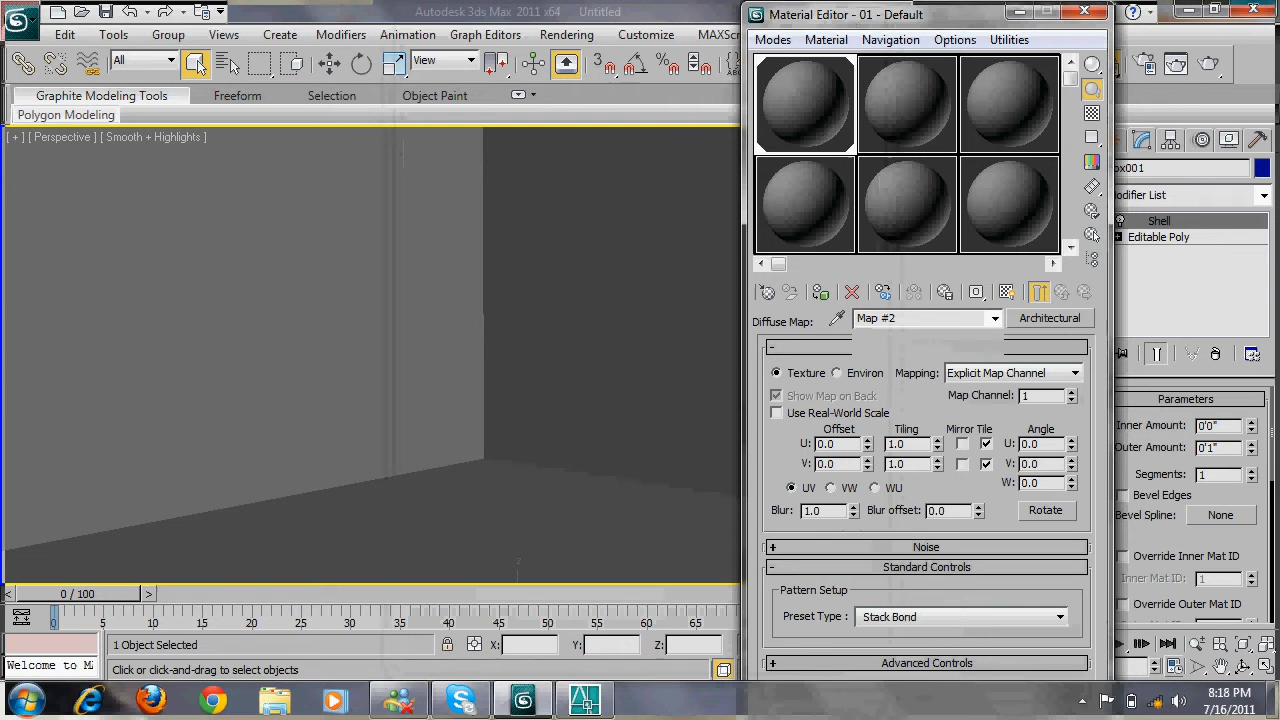 Autodesk 3ds Max 2011 x64 Untitled
Edit Tools Group Views Create Modifiers Animation Graph Editors Rendering Customize
All View
Graphite Modeling Tools Freeform Selection Object Paint
Polygon Modeling
[ + ] [ Perspective ] [ Smooth + Highlights ]
Material Editor - 01 - Default
Modes Material Navigation Options Utilities
Diffuse Map: Map #2 Architectural
Texture Environ Mapping: Explicit Map Channel
Show Map on Back Map Channel: 1
Use Real-World Scale
Offset Tiling Mirror Tile Angle
U: 0.0 1.0 U: 0.0
V: 0.0 1.0 V: 0.0
W: 0.0
UV VW WU
Blur: 1.0 Blur offset: 0.0 Rotate
+ Noise
- Standard Controls
Pattern Setup
Preset Type: Stack Bond
+ Advanced Controls
ox001
odifier List
Shell
Editable Poly
Parameters
Inner Amount: 0'0"
Outer Amount: 0'1"
Segments: 1
Bevel Edges
Bevel Spline: None
Override Inner Mat ID
Inner Mat ID: 1
Override Outer Mat ID
< 0 / 100 >
0 5 10 15 20 25 30 35 40 45 50 55 60 65
1 Object Selected X: Y: Z:
Welcome to M Click or click-and-drag to select objects
8:18 PM
7/16/2011